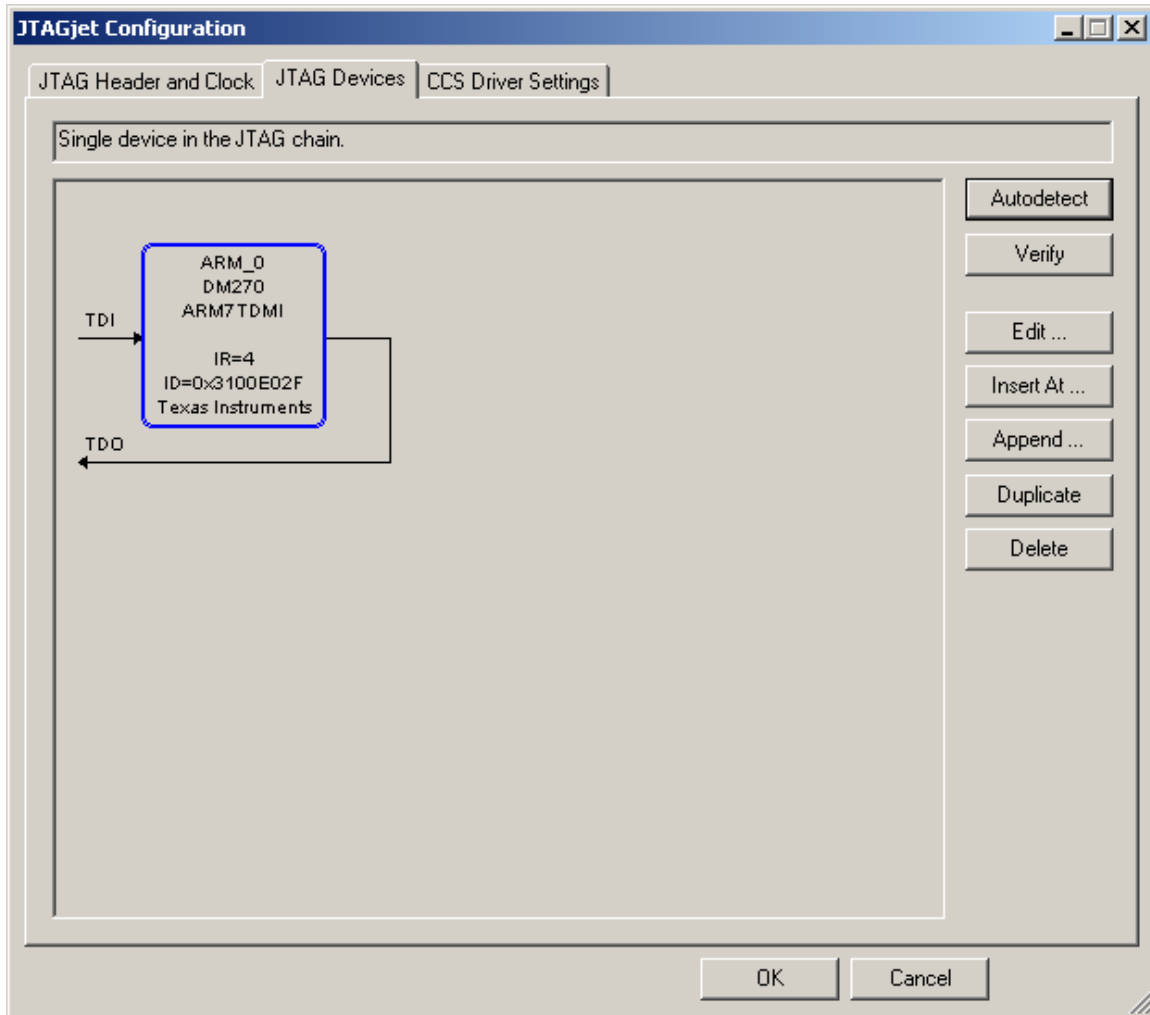 JTAGjet Configuration
JTAG Header and Clock
JTAG Devices
CCS Driver Settings
Single device in the JTAG chain.
Autodetect
Verify
Edit ...
Insert At ...
Append ...
Duplicate
Delete
TDI
ARM_0
DM270
ARM7TDMI
IR=4
ID=0x3100E02F
Texas Instruments
TDO
OK
Cancel